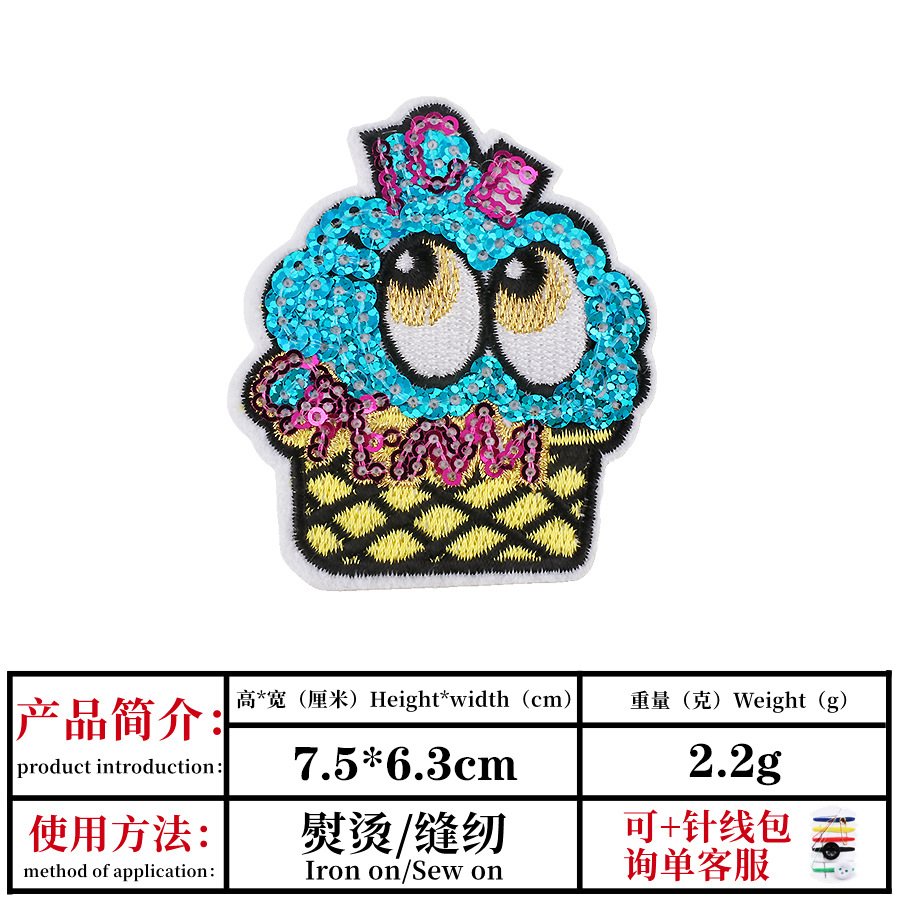 ICE
CREAM
产品简介：
product introduction：
高*宽（厘米）Height*width（cm）
7.5*6.3cm
重量（克）Weight（g）
2.2g
使用方法：
method of application：
熨烫/缝纫
Iron on/Sew on
可+针线包
询单客服